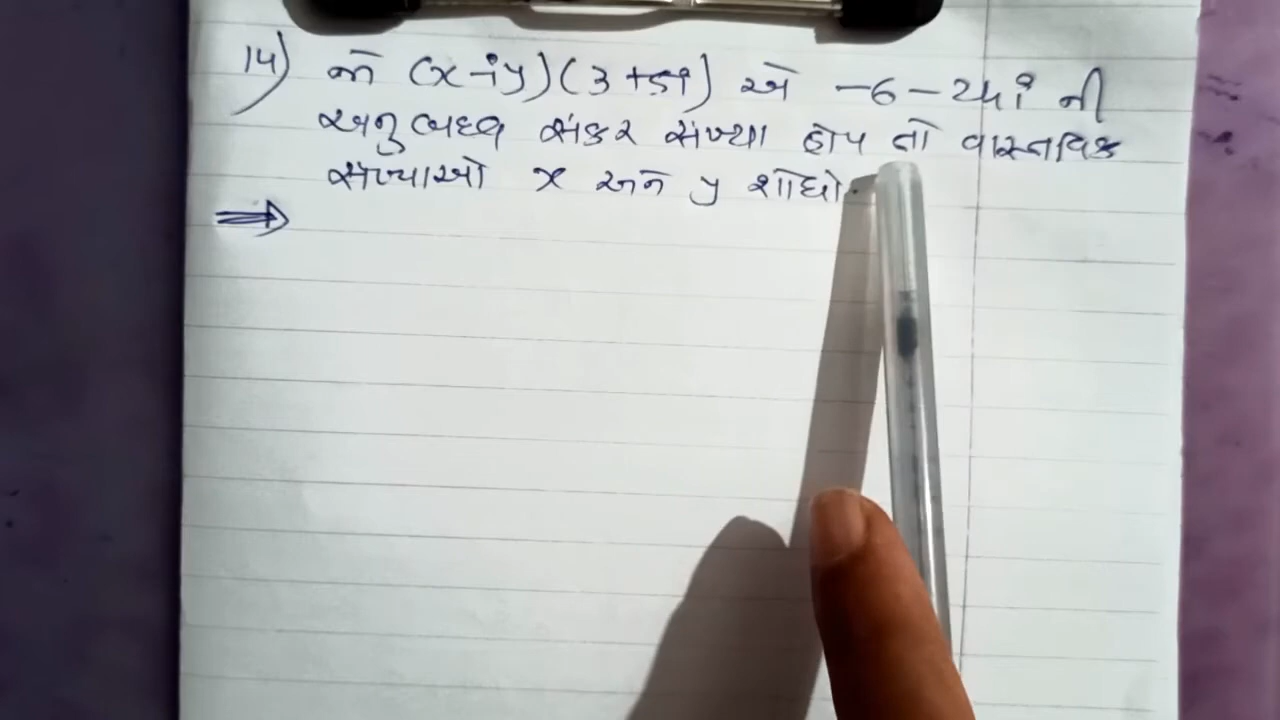 14) જો (x-iy)(3+5i) એ -6-24i ની
અનુબદ્ધ સંકર સંખ્યા હોય તો વાસ્તવિક
સંખ્યાઓ x અને y શોધો.
⇒